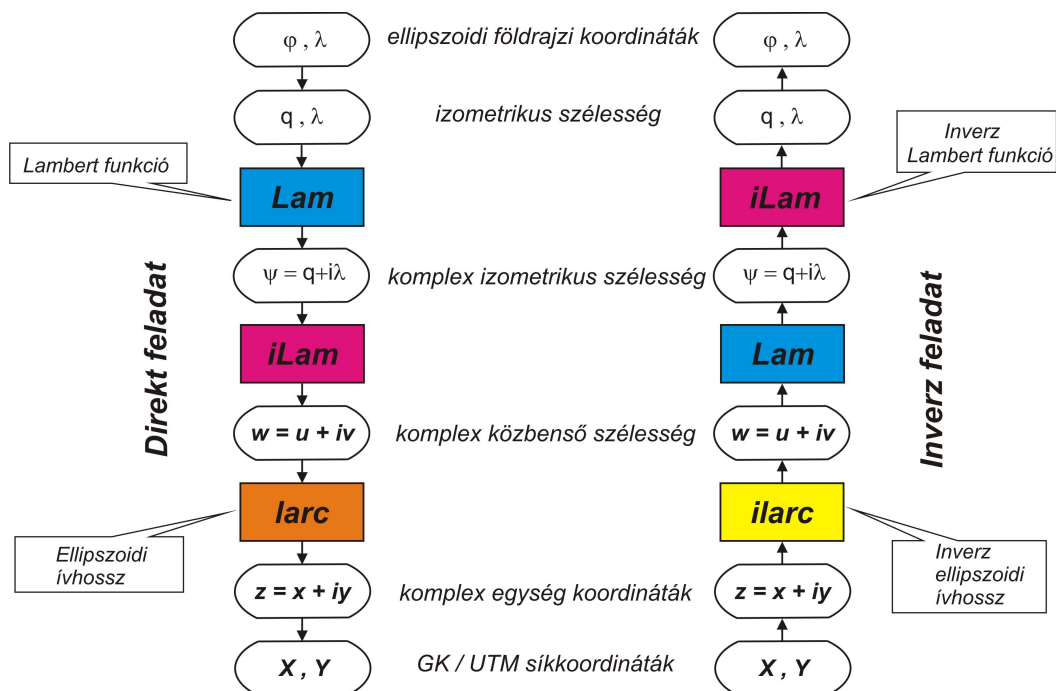 φ , λ
ellipszoidi földrajzi koordináták
φ , λ
q , λ
izometrikus szélesség
q , λ
Lambert funkció
Lam
iLam
Inverz
Lambert funkció
ψ = q+iλ
komplex izometrikus szélesség
ψ = q+iλ
Direkt feladat
iLam
Lam
Inverz feladat
w = u + iv
komplex közbenső szélesség
w = u + iv
larc
ilarc
Ellipszoidi
ívhossz
Inverz
ellipszoidi
ívhossz
z = x + iy
komplex egység koordináták
z = x + iy
X , Y
GK / UTM síkkoordináták
X , Y